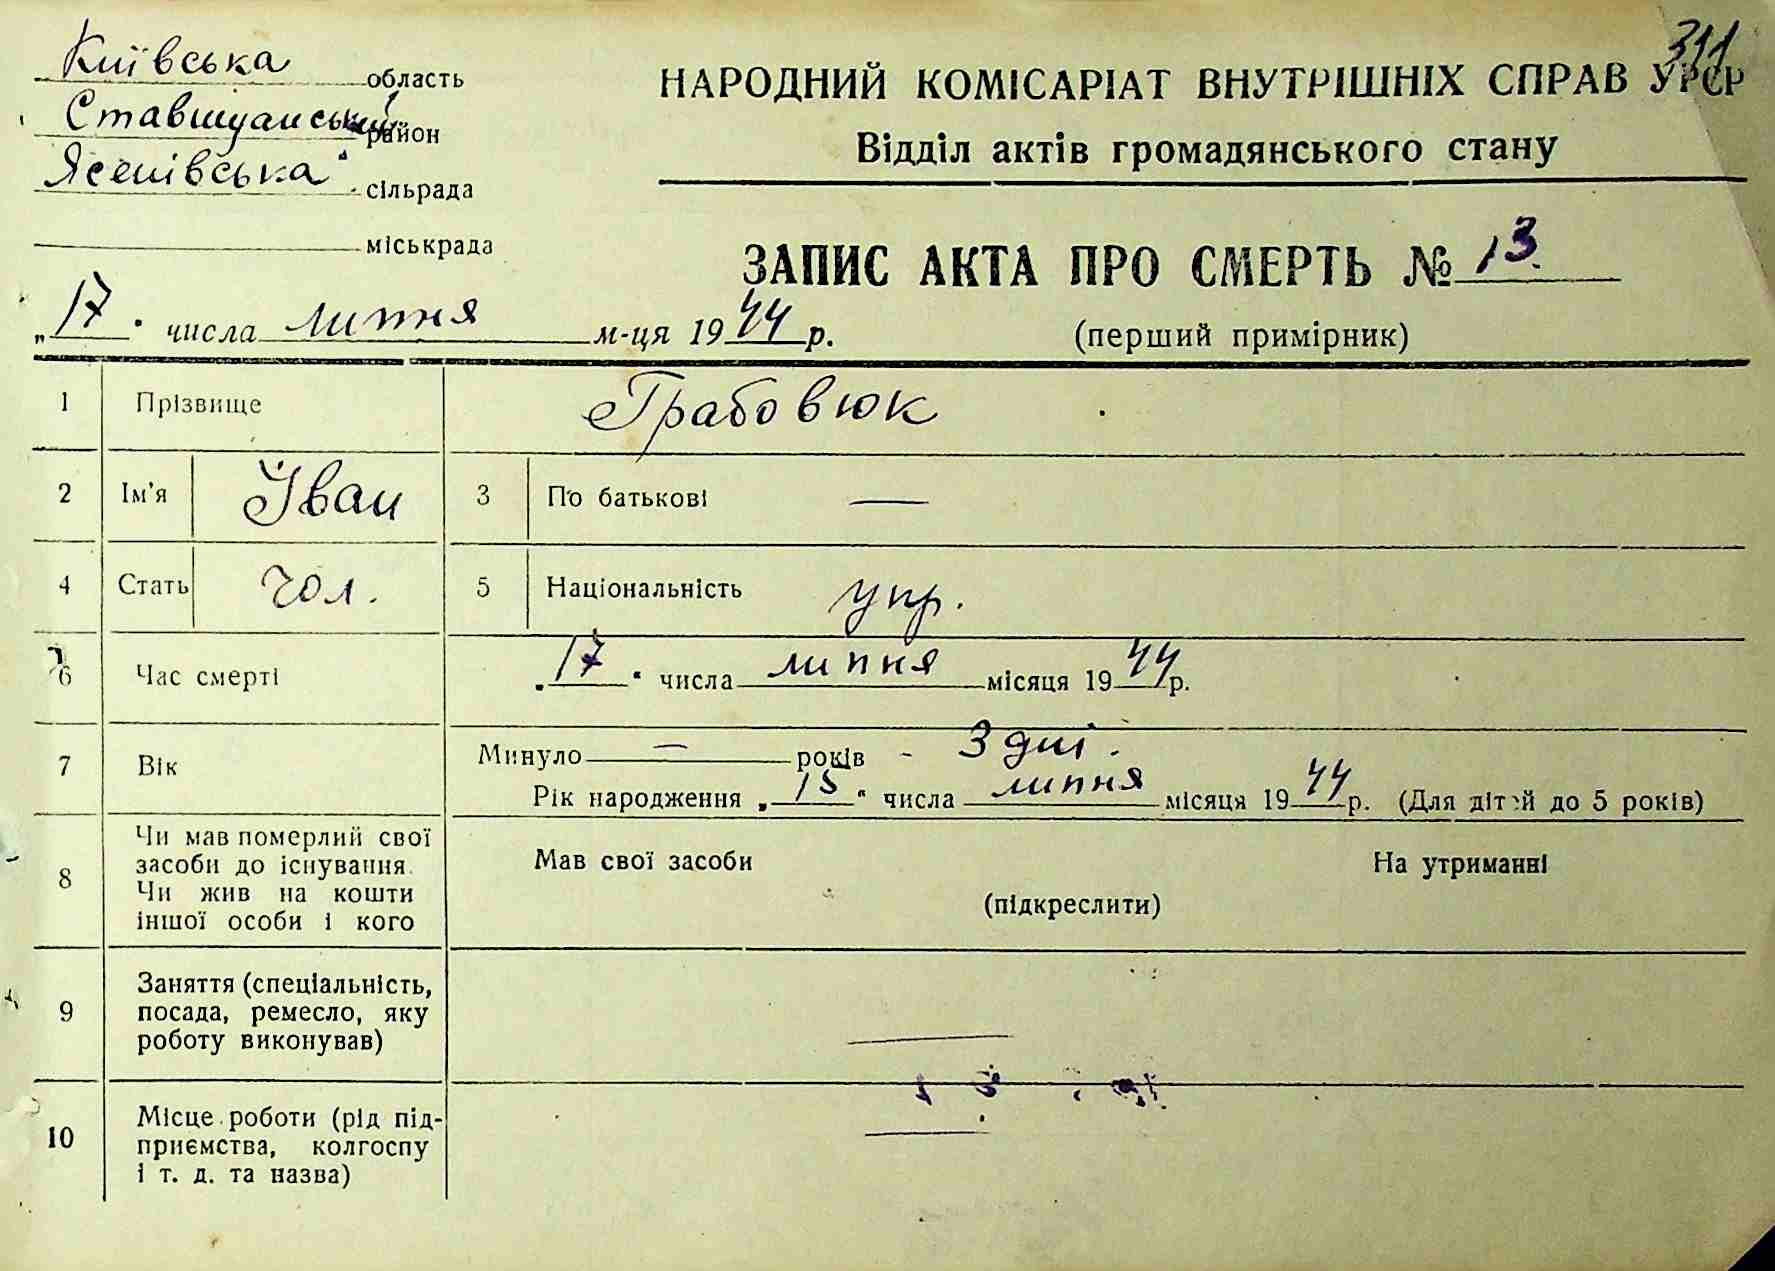 311
Київська область
Ставищанський район
Ясенівська сільрада
міськрада
НАРОДНИЙ КОМІСАРІАТ ВНУТРІШНІХ СПРАВ УРСР
Відділ актів громадянського стану
ЗАПИС АКТА ПРО СМЕРТЬ № 13.
„17" числа липня м-ця 1944 р.
(перший примірник)
1 Прізвище Грабовюк
2 Ім'я Іван 3 По батькові —
4 Стать чол. 5 Національність укр.
6 Час смерті „17" числа липня місяця 1944 р.
7 Вік Минуло — років - 3 дні.
Рік народження „15" числа липня місяця 1944 р. (Для дітей до 5 років)
8 Чи мав померлий свої
засоби до існування.
Чи жив на кошти
іншої особи і кого
Мав свої засоби На утриманні
(підкреслити)
9 Заняття (спеціальність,
посада, ремесло, яку
роботу виконував)
—
10 Місце роботи (рід під-
приємства, колгоспу
і т. д. та назва)
—